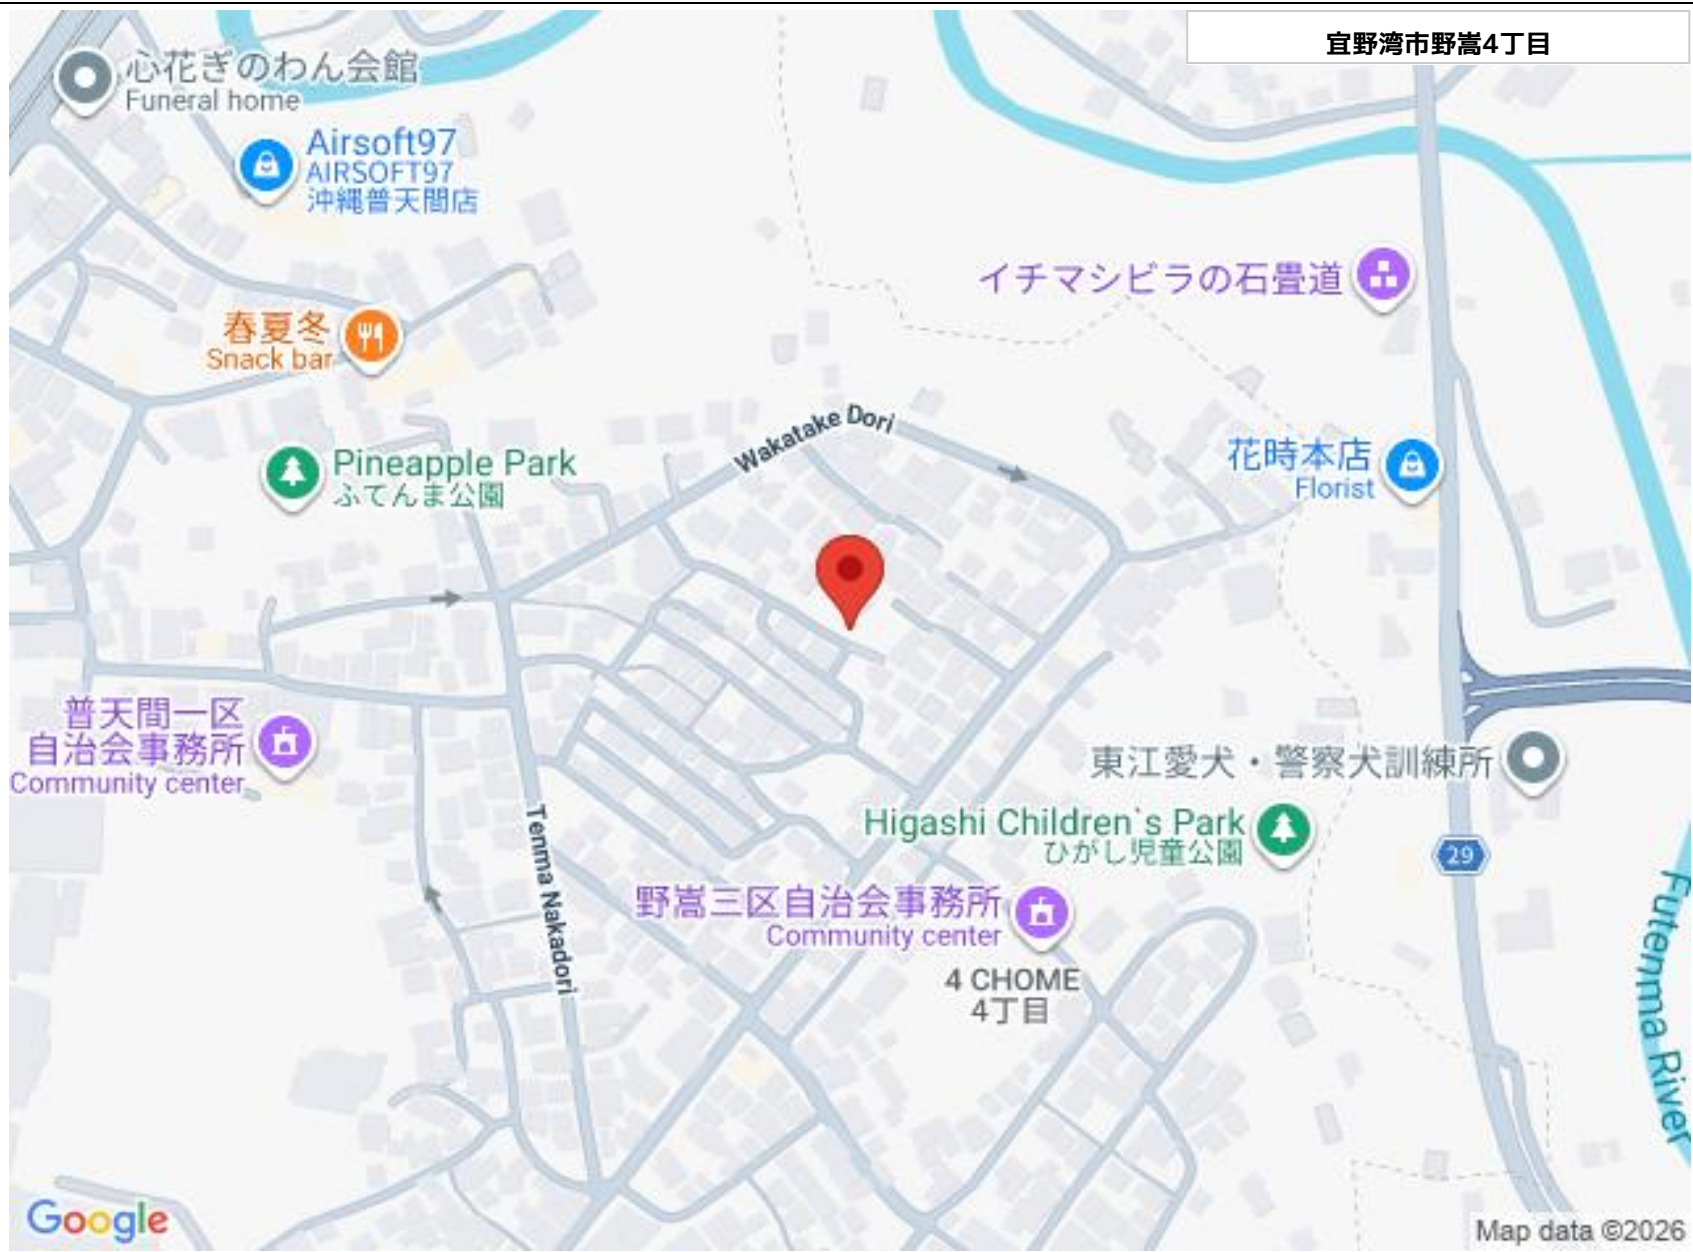 宜野湾市野嵩4丁目
心花ぎのわん会館
Funeral home
Airsoft97
AIRSOFT97
沖縄普天間店
イチマシビラの石畳道
春夏冬
Snack bar
Wakatake Dori
花時本店
Florist
Pineapple Park
ふてんま公園
普天間一区
自治会事務所
Community center
東江愛犬・警察犬訓練所
Higashi Children's Park
ひがし児童公園
29
Tenma Nakadori
野嵩三区自治会事務所
Community center
4 CHOME
4丁目
Futenma River
Google
Map data ©2026